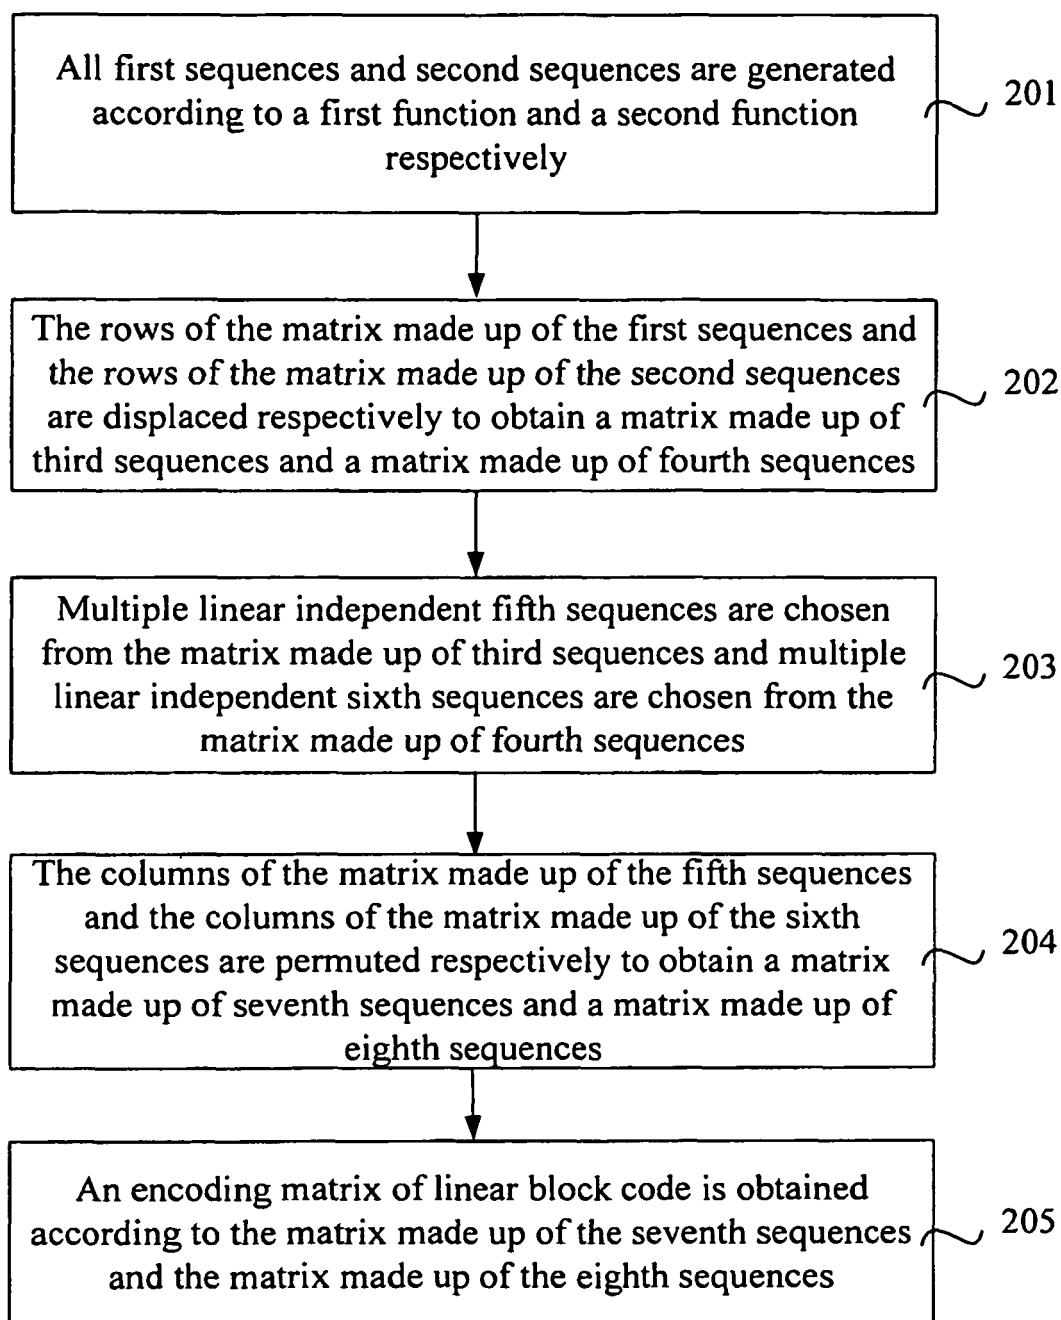 All first sequences and second sequences are generated
according to a first function and a second function
respectively
201
The rows of the matrix made up of the first sequences and
the rows of the matrix made up of the second sequences
are displaced respectively to obtain a matrix made up of
third sequences and a matrix made up of fourth sequences
202
Multiple linear independent fifth sequences are chosen
from the matrix made up of third sequences and multiple
linear independent sixth sequences are chosen from the
matrix made up of fourth sequences
203
The columns of the matrix made up of the fifth sequences
and the columns of the matrix made up of the sixth
sequences are permuted respectively to obtain a matrix
made up of seventh sequences and a matrix made up of
eighth sequences
204
An encoding matrix of linear block code is obtained
according to the matrix made up of the seventh sequences
and the matrix made up of the eighth sequences
205